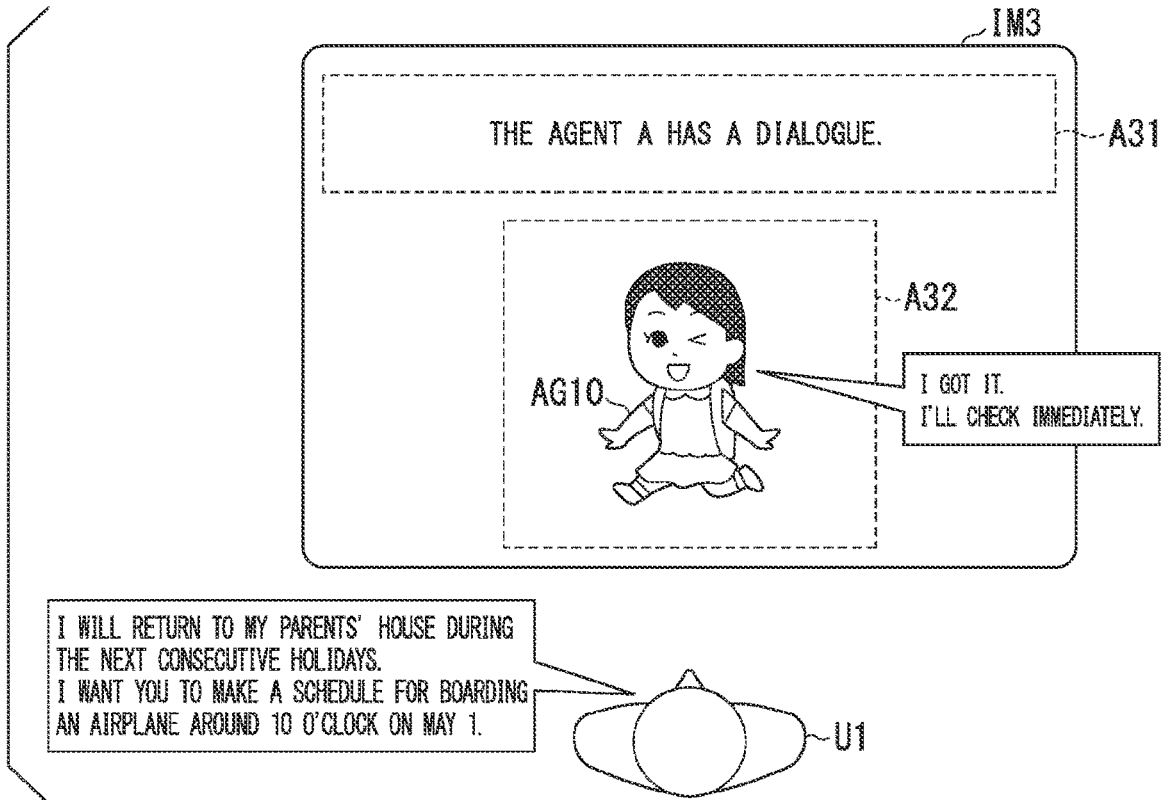 IM3
THE AGENT A HAS A DIALOGUE.
A31
A32
AG10
I GOT IT.
I'LL CHECK IMMEDIATELY.
I WILL RETURN TO MY PARENTS' HOUSE DURING
THE NEXT CONSECUTIVE HOLIDAYS.
I WANT YOU TO MAKE A SCHEDULE FOR BOARDING
AN AIRPLANE AROUND 10 O'CLOCK ON MAY 1.
U1